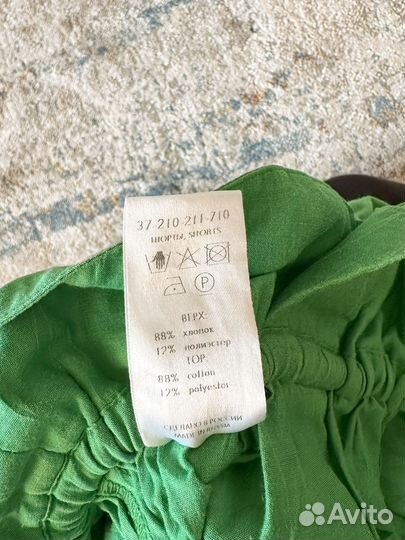 37-210-211-710
ШОРТЫ, SHORTS
P
ВЕРХ:
88% хлопок
12% полиэстер
TOP:
88% cotton
12% polyester
СДЕЛАНО В РОССИИ
MADE IN RUSSIA
Avito